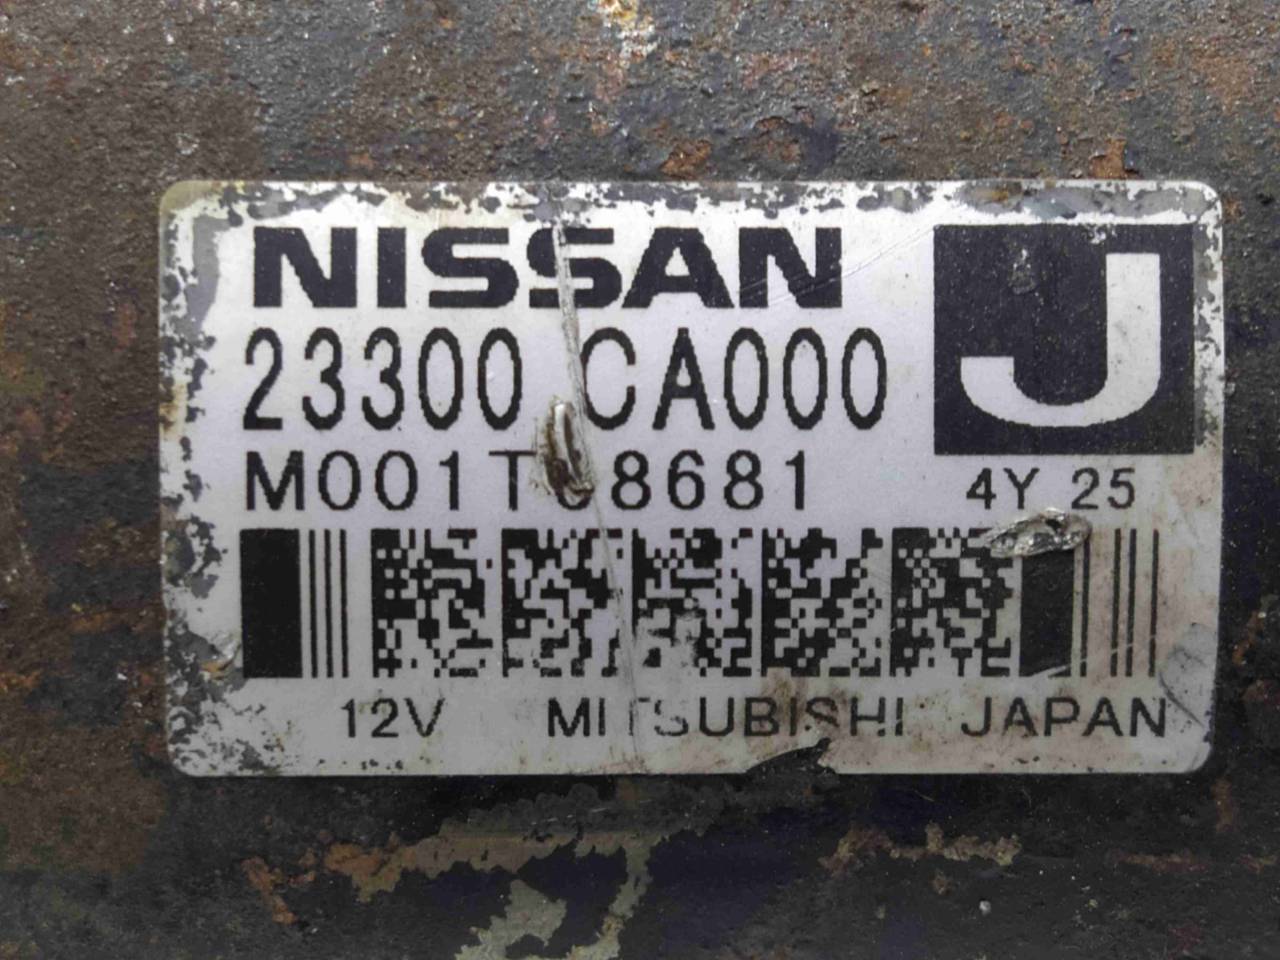 NISSAN
J
23300 CA000
4Y 25
12V MITSUBISHI JAPAN